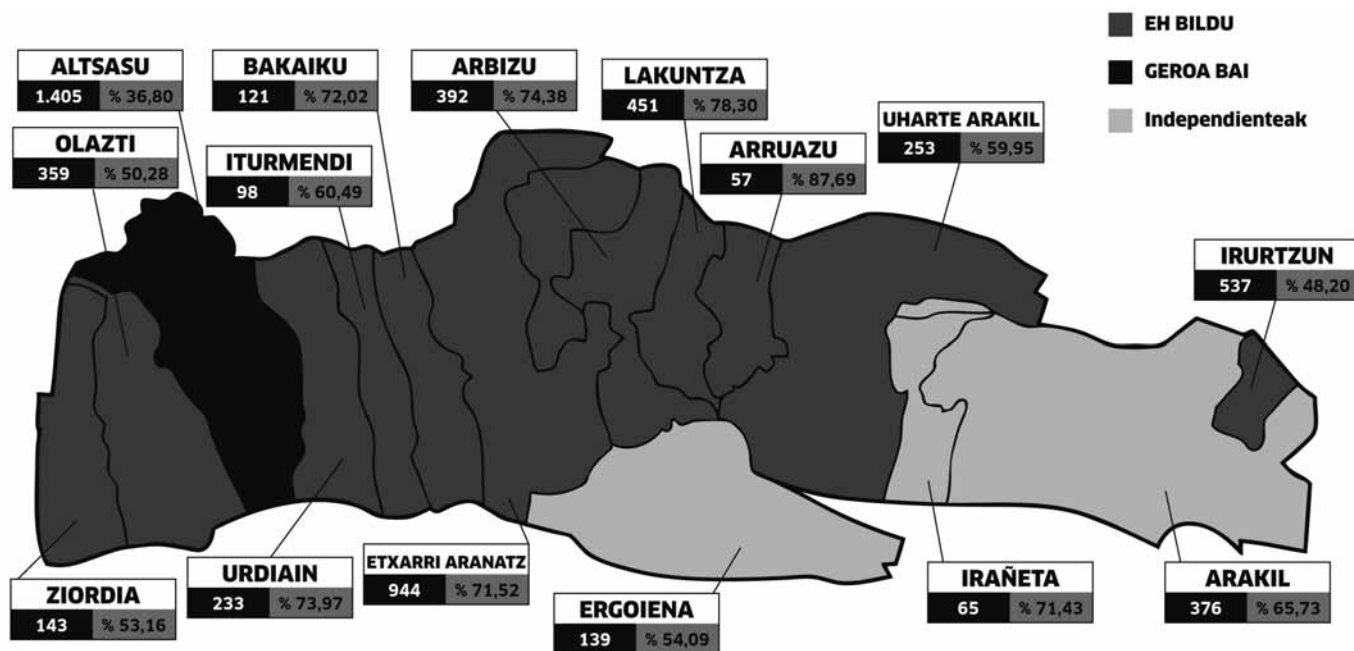 EH BILDU
GEROA BAI
Independienteak
ALTSASU
1.405 % 36,80
BAKAIKU
121 % 72,02
ARBIZU
392 % 74,38
LAKUNTZA
451 % 78,30
UHARTE ARAKIL
253 % 59,95
OLAZTI
359 % 50,28
ITURMENDI
98 % 60,49
ARRUAZU
57 % 87,69
IRURTZUN
537 % 48,20
ZIORDIA
143 % 53,16
URDIAIN
233 % 73,97
ETXARRI ARANATZ
944 % 71,52
ERGOIENA
139 % 54,09
IRAÑETA
65 % 71,43
ARAKIL
376 % 65,73